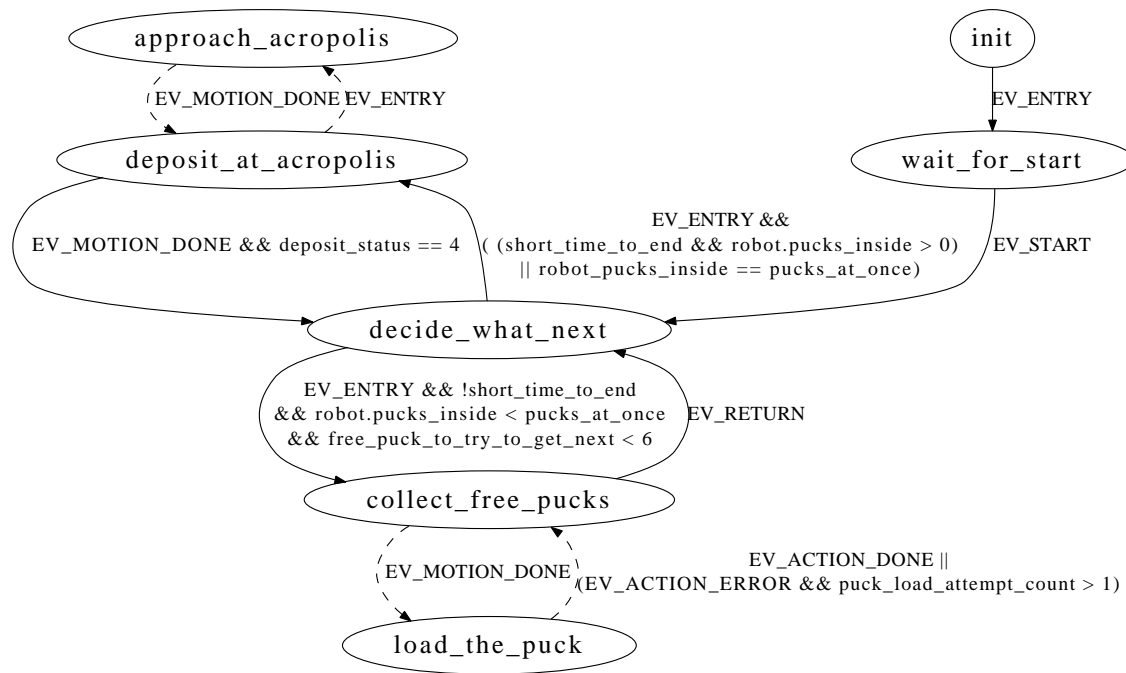 approach_acropolis
init
EV_MOTION_DONE
EV_ENTRY
EV_ENTRY
deposit_at_acropolis
wait_for_start
EV_MOTION_DONE && deposit_status == 4
EV_ENTRY &&
( (short_time_to_end && robot.pucks_inside > 0)
|| robot_pucks_inside == pucks_at_once)
EV_START
decide_what_next
EV_ENTRY && !short_time_to_end
&& robot.pucks_inside < pucks_at_once
&& free_puck_to_try_to_get_next < 6
EV_RETURN
collect_free_pucks
EV_MOTION_DONE
EV_ACTION_DONE ||
(EV_ACTION_ERROR && puck_load_attempt_count > 1)
load_the_puck